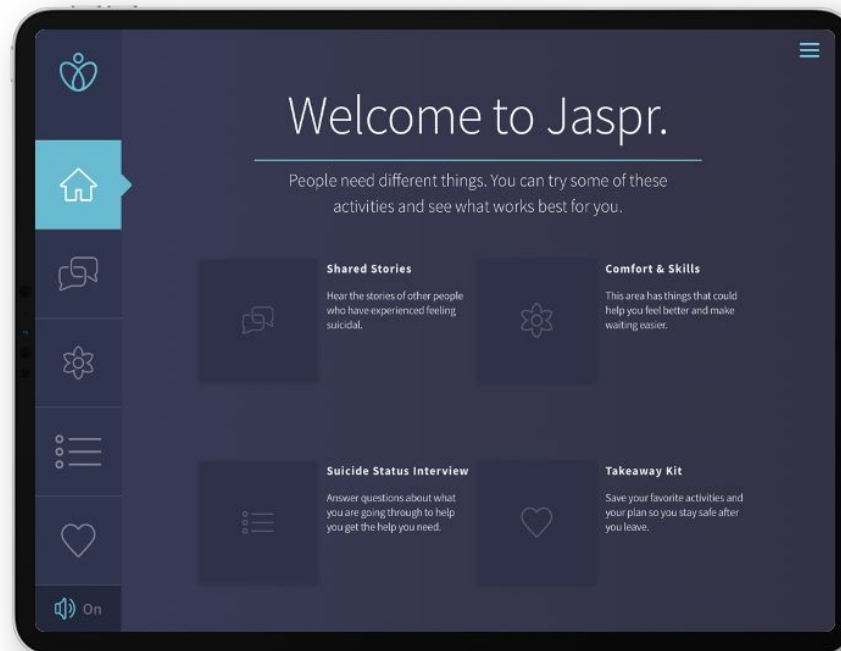 Welcome to Jaspr.
People need different things. You can try some of these
activities and see what works best for you.
Shared Stories
Hear the stories of other people
who have experienced feeling
suicidal.
Comfort & Skills
This area has things that could
help you feel better and make
waiting easier.
Suicide Status Interview
Answer questions about what
you are going through to help
you get the help you need.
Takeaway Kit
Save your favorite activities and
your plan so you stay safe after
you leave.
On